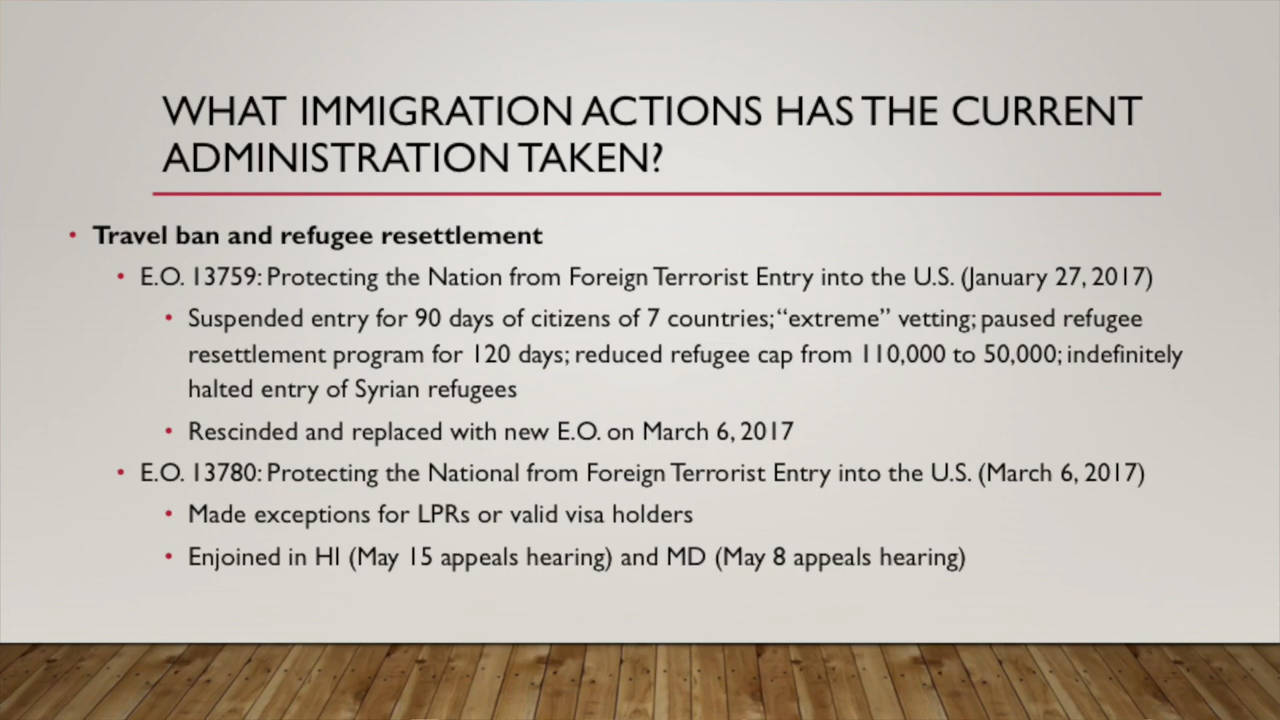 WHAT IMMIGRATION ACTIONS HAS THE CURRENT
ADMINISTRATION TAKEN?
• Travel ban and refugee resettlement
• E.O. 13759: Protecting the Nation from Foreign Terrorist Entry into the U.S. (January 27, 2017)
• Suspended entry for 90 days of citizens of 7 countries; “extreme” vetting; paused refugee
resettlement program for 120 days; reduced refugee cap from 110,000 to 50,000; indefinitely
halted entry of Syrian refugees
• Rescinded and replaced with new E.O. on March 6, 2017
• E.O. 13780: Protecting the National from Foreign Terrorist Entry into the U.S. (March 6, 2017)
• Made exceptions for LPRs or valid visa holders
• Enjoined in HI (May 15 appeals hearing) and MD (May 8 appeals hearing)